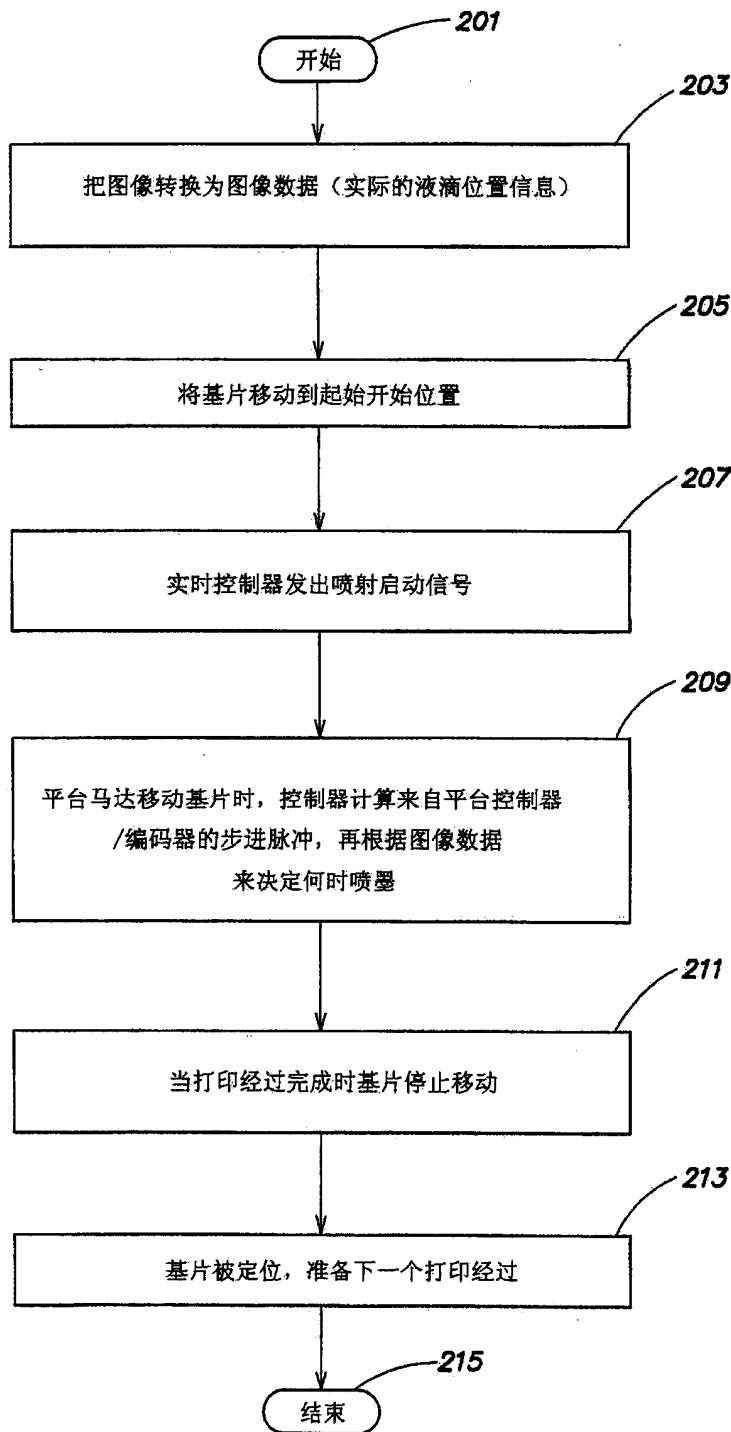 201
开始
203
把图像转换为图像数据（实际的液滴位置信息）
205
将基片移动到起始开始位置
207
实时控制器发出喷射启动信号
209
平台马达移动基片时，控制器计算来自平台控制器
/编码器的步进脉冲，再根据图像数据
来决定何时喷墨
211
当打印经过完成时基片停止移动
213
基片被定位，准备下一个打印经过
215
结束